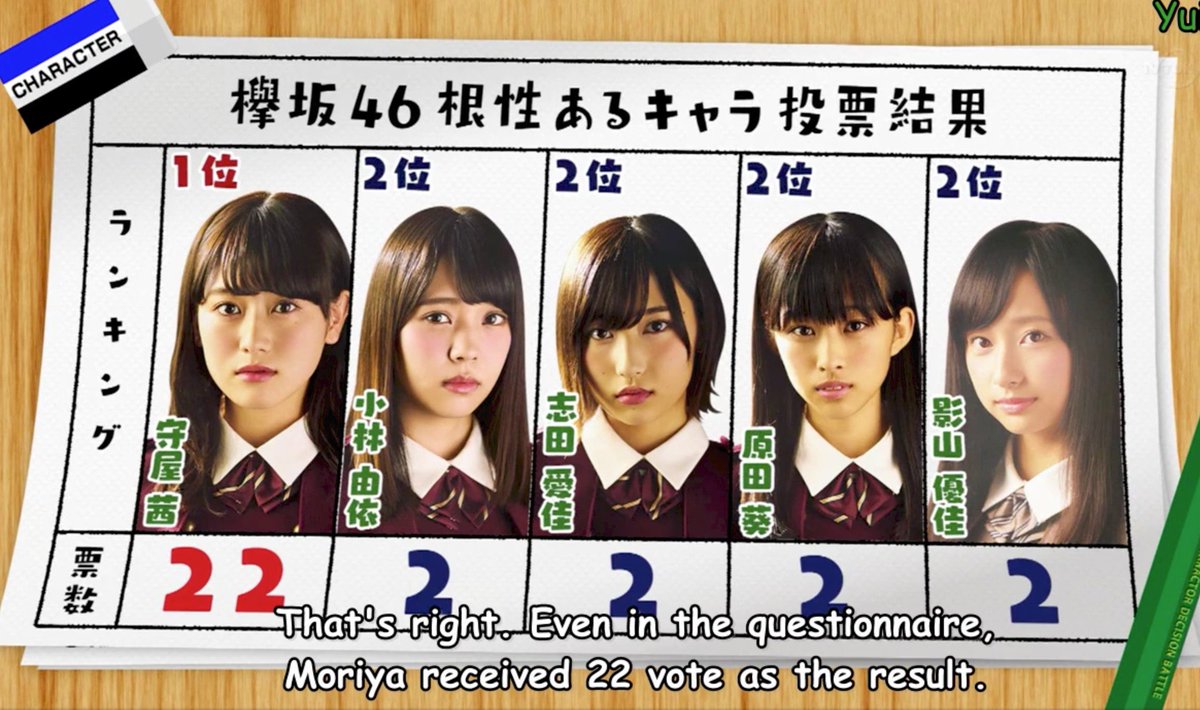 Yu
CHARACTER
欅坂46根性あるキャラ投票結果
ランキング
1位
守屋 茜
2位
小林 由依
2位
志田 愛佳
2位
原田 葵
2位
影山 優佳
票数
22
2
2
2
2
That's right. Even in the questionnaire,
Moriya received 22 vote as the result.
DECISION BATTLE